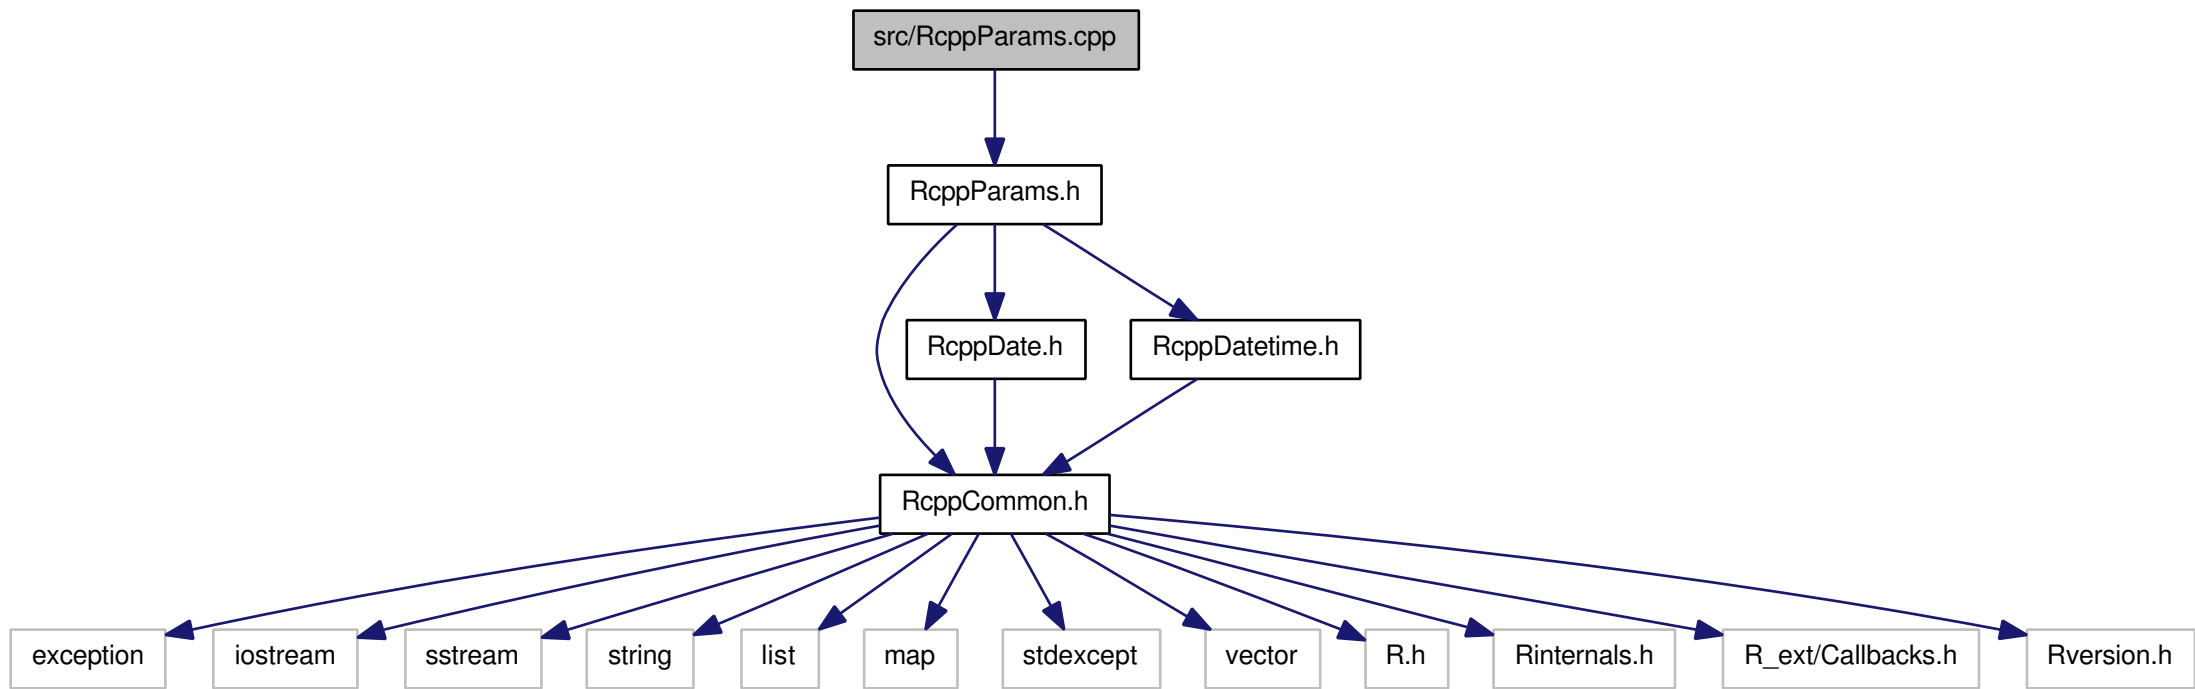 src/RcppParams.cpp
RcppParams.h
RcppDate.h
RcppDatetime.h
RcppCommon.h
exception
iostream
sstream
string
list
map
stdexcept
vector
R.h
Rinternals.h
R_ext/Callbacks.h
Rversion.h